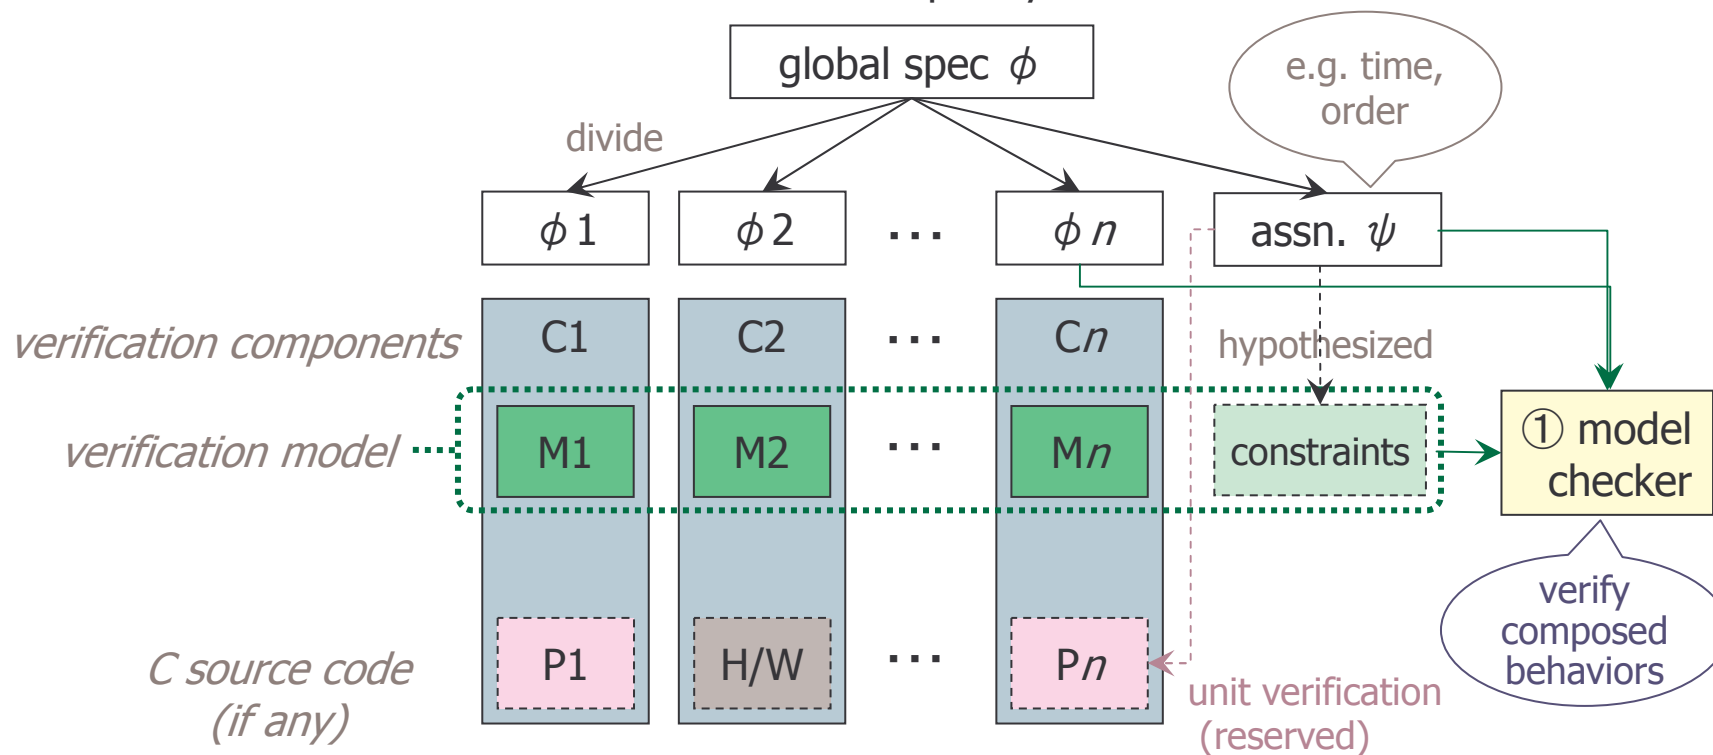 global spec ϕ
e.g. time,
order
divide
ϕ1
ϕ2
...
ϕn
assn. ψ
verification components
C1
C2
...
Cn
hypothesized
verification model
M1
M2
...
Mn
constraints
① model
checker
verify
composed
behaviors
C source code
(if any)
P1
H/W
...
Pn
unit verification
(reserved)